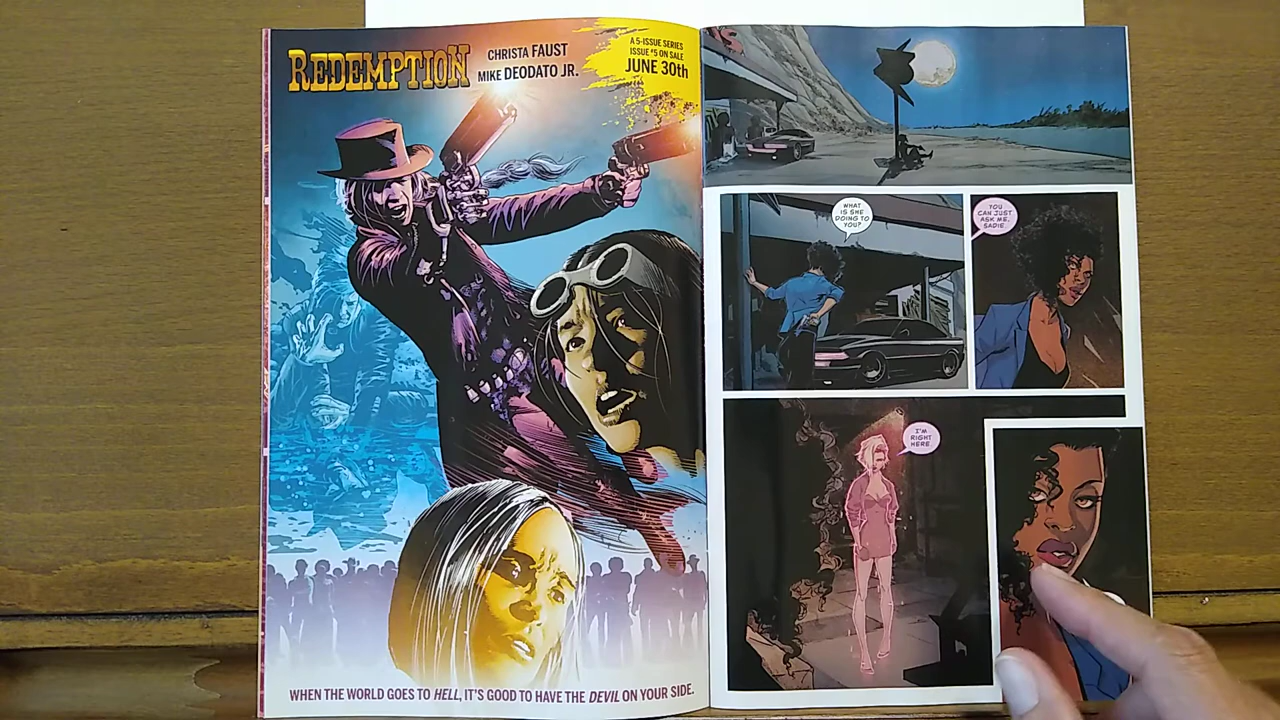 REDEMPTION
CHRISTA FAUST
MIKE DEODATO JR.
A 5-ISSUE SERIES
ISSUE #5 ON SALE
JUNE 30th
WHEN THE WORLD GOES TO HELL, IT'S GOOD TO HAVE THE DEVIL ON YOUR SIDE.
WHAT
IS SHE
DOING TO
YOU?
YOU
CAN JUST
ASK ME,
SADIE.
I'M
RIGHT
HERE.